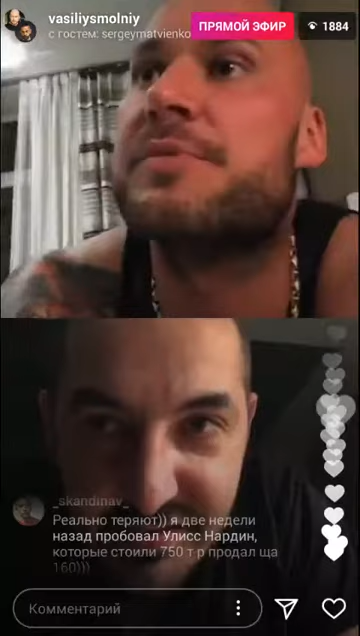 vasiliysmolniy
ПРЯМОЙ ЭФИР
1884
с гостем: sergeymatvienko
_skandinav_
Реально теряют)) я две недели
назад пробовал Улисс Нардин,
которые стоили 750 т р продал ща
160)))
Комментарий